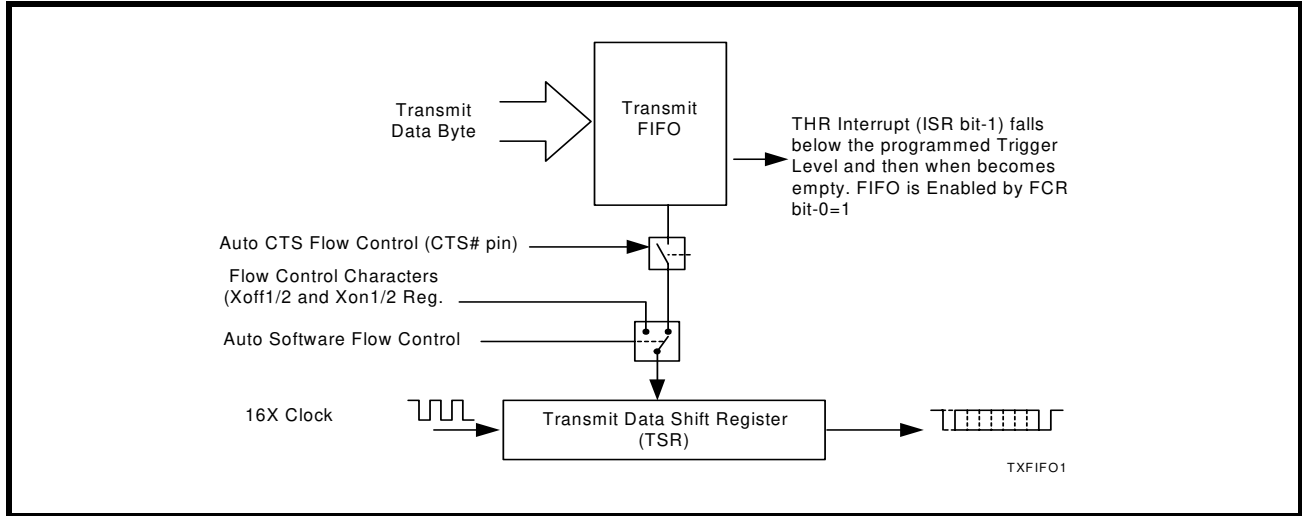 Transmit
Data Byte
Transmit
FIFO
THR Interrupt (ISR bit-1) falls
below the programmed Trigger
Level and then when becomes
empty. FIFO is Enabled by FCR
bit-0=1
Auto CTS Flow Control (CTS# pin)
Flow Control Characters
(Xoff1/2 and Xon1/2 Reg.
Auto Software Flow Control
16X Clock
Transmit Data Shift Register
(TSR)
TXFIFO1